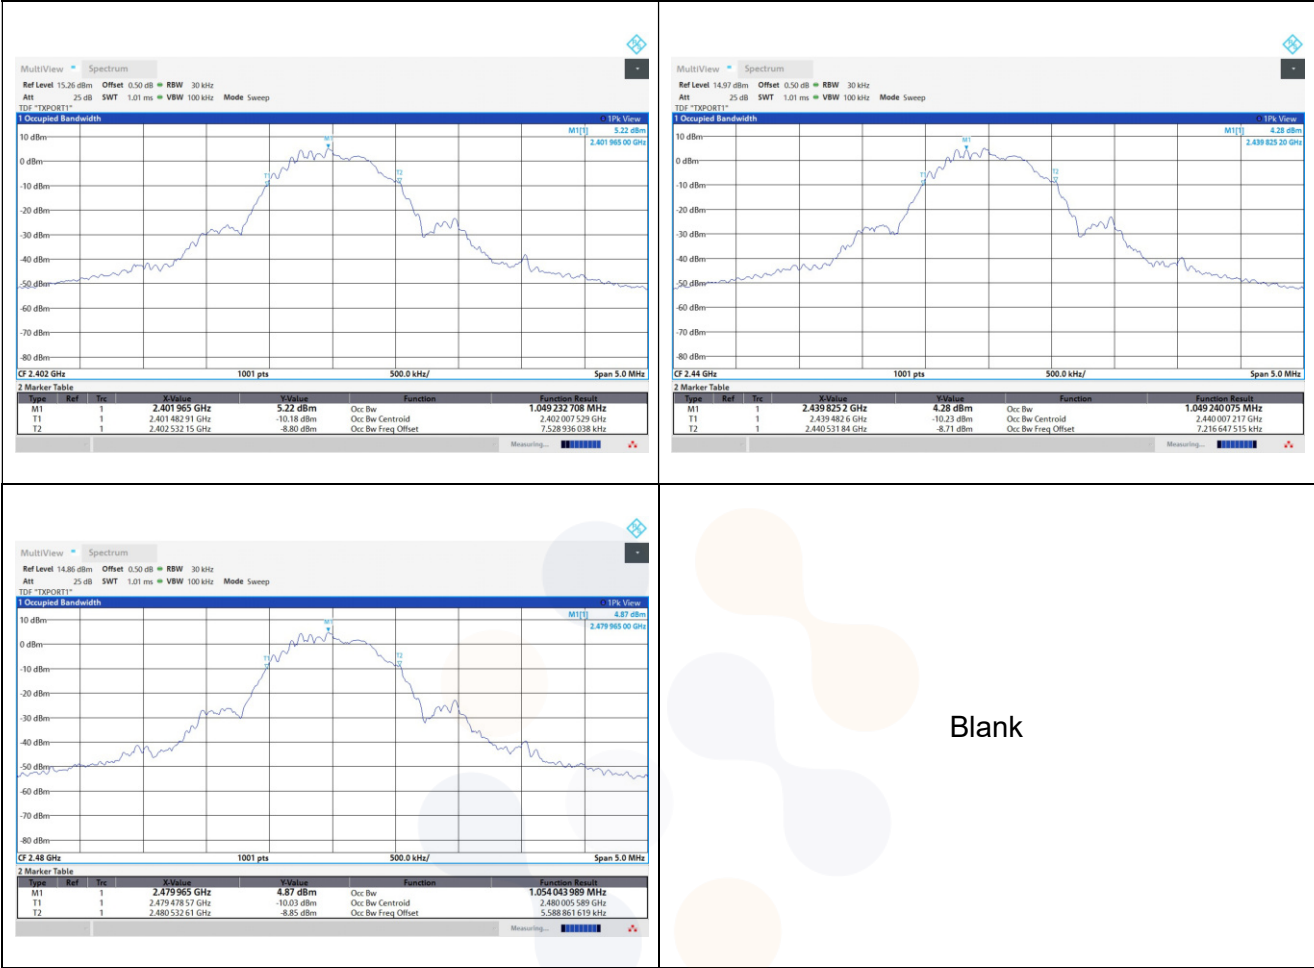 MultiView Spectrum
Ref Level 15.26 dBm Offset 0.50 dB RBW 30 kHz
Att 25 dB SWT 1.01 ms VBW 100 kHz Mode Sweep
TDF "TXPORT1"
1 Occupied Bandwidth 1Pk View
M1[1] 5.22 dBm
2.401 965 00 GHz
10 dBm
M1
0 dBm
T1 T2
-10 dBm
-20 dBm
-30 dBm
-40 dBm
-50 dBm
-60 dBm
-70 dBm
-80 dBm
CF 2.402 GHz 1001 pts 500.0 kHz/ Span 5.0 MHz
2 Marker Table
Type Ref Trc X-Value Y-Value Function Function Result
M1 1 2.401 965 GHz 5.22 dBm Occ Bw 1.049 232 708 MHz
T1 1 2.401 482 91 GHz -10.18 dBm Occ Bw Centroid 2.402 007 529 GHz
T2 1 2.402 532 15 GHz -8.80 dBm Occ Bw Freq Offset 7.528 936 038 kHz
Measuring...
MultiView Spectrum
Ref Level 14.97 dBm Offset 0.50 dB RBW 30 kHz
Att 25 dB SWT 1.01 ms VBW 100 kHz Mode Sweep
TDF "TXPORT1"
1 Occupied Bandwidth 1Pk View
M1[1] 4.28 dBm
2.439 825 20 GHz
10 dBm
M1
0 dBm
T1 T2
-10 dBm
-20 dBm
-30 dBm
-40 dBm
-50 dBm
-60 dBm
-70 dBm
-80 dBm
CF 2.44 GHz 1001 pts 500.0 kHz/ Span 5.0 MHz
2 Marker Table
Type Ref Trc X-Value Y-Value Function Function Result
M1 1 2.439 825 2 GHz 4.28 dBm Occ Bw 1.049 240 075 MHz
T1 1 2.439 482 6 GHz -10.23 dBm Occ Bw Centroid 2.440 007 217 GHz
T2 1 2.440 531 84 GHz -8.71 dBm Occ Bw Freq Offset 7.216 647 515 kHz
Measuring...
MultiView Spectrum
Ref Level 14.86 dBm Offset 0.50 dB RBW 30 kHz
Att 25 dB SWT 1.01 ms VBW 100 kHz Mode Sweep
TDF "TXPORT1"
1 Occupied Bandwidth 1Pk View
M1[1] 4.87 dBm
2.479 965 00 GHz
10 dBm
M1
0 dBm
T1 T2
-10 dBm
-20 dBm
-30 dBm
-40 dBm
-50 dBm
-60 dBm
-70 dBm
-80 dBm
CF 2.48 GHz 1001 pts 500.0 kHz/ Span 5.0 MHz
2 Marker Table
Type Ref Trc X-Value Y-Value Function Function Result
M1 1 2.479 965 GHz 4.87 dBm Occ Bw 1.054 043 989 MHz
T1 1 2.479 478 57 GHz -10.03 dBm Occ Bw Centroid 2.480 005 589 GHz
T2 1 2.480 532 61 GHz -8.85 dBm Occ Bw Freq Offset 5.588 861 619 kHz
Measuring...
Blank